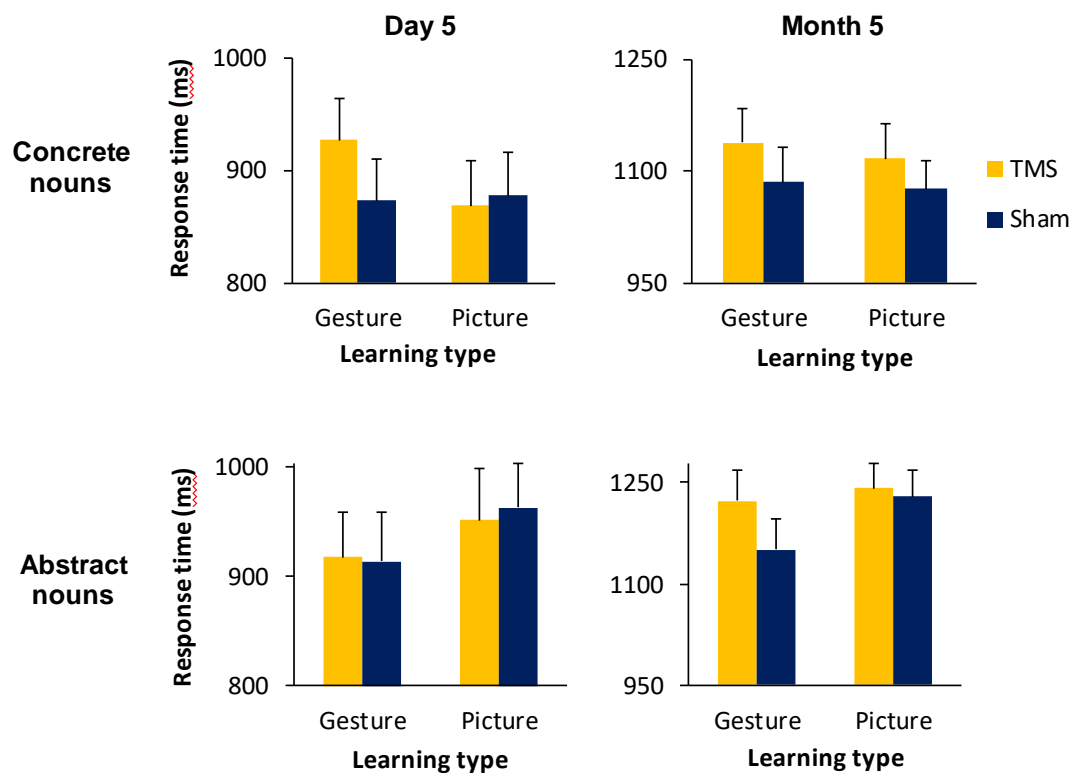 Day 5
Month 5
Concrete
nouns
Response time (ms)
1000
900
800
Gesture
Picture
Learning type
1250
1100
950
Gesture
Picture
Learning type
TMS
Sham
Abstract
nouns
Response time (ms)
1000
900
800
Gesture
Picture
Learning type
1250
1100
950
Gesture
Picture
Learning type